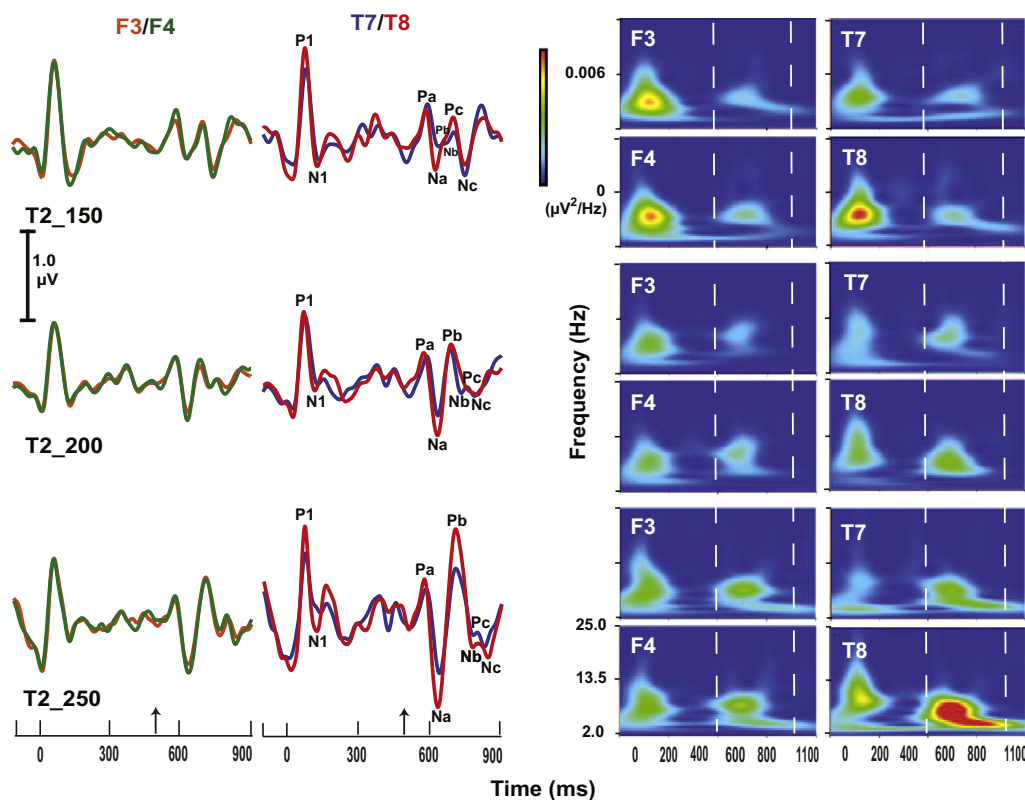 F3/F4
T7/T8
P1
N1
Pa
Pb
Pc
Na
Nb
Nc
T2_150
1.0
µV
P1
N1
Pa
Pb
Pc
Na
Nb
Nc
T2_200
P1
N1
Pa
Pb
Pc
Na
Nb
Nc
T2_250
0 300 600 900
0 300 600 900
0.006
0
(µV²/Hz)
F3
T7
F4
T8
F3
T7
F4
T8
F3
T7
F4
T8
Frequency (Hz)
25.0
13.5
2.0
0 200 400 600 800 1100
0 200 400 600 800 1100
Time (ms)